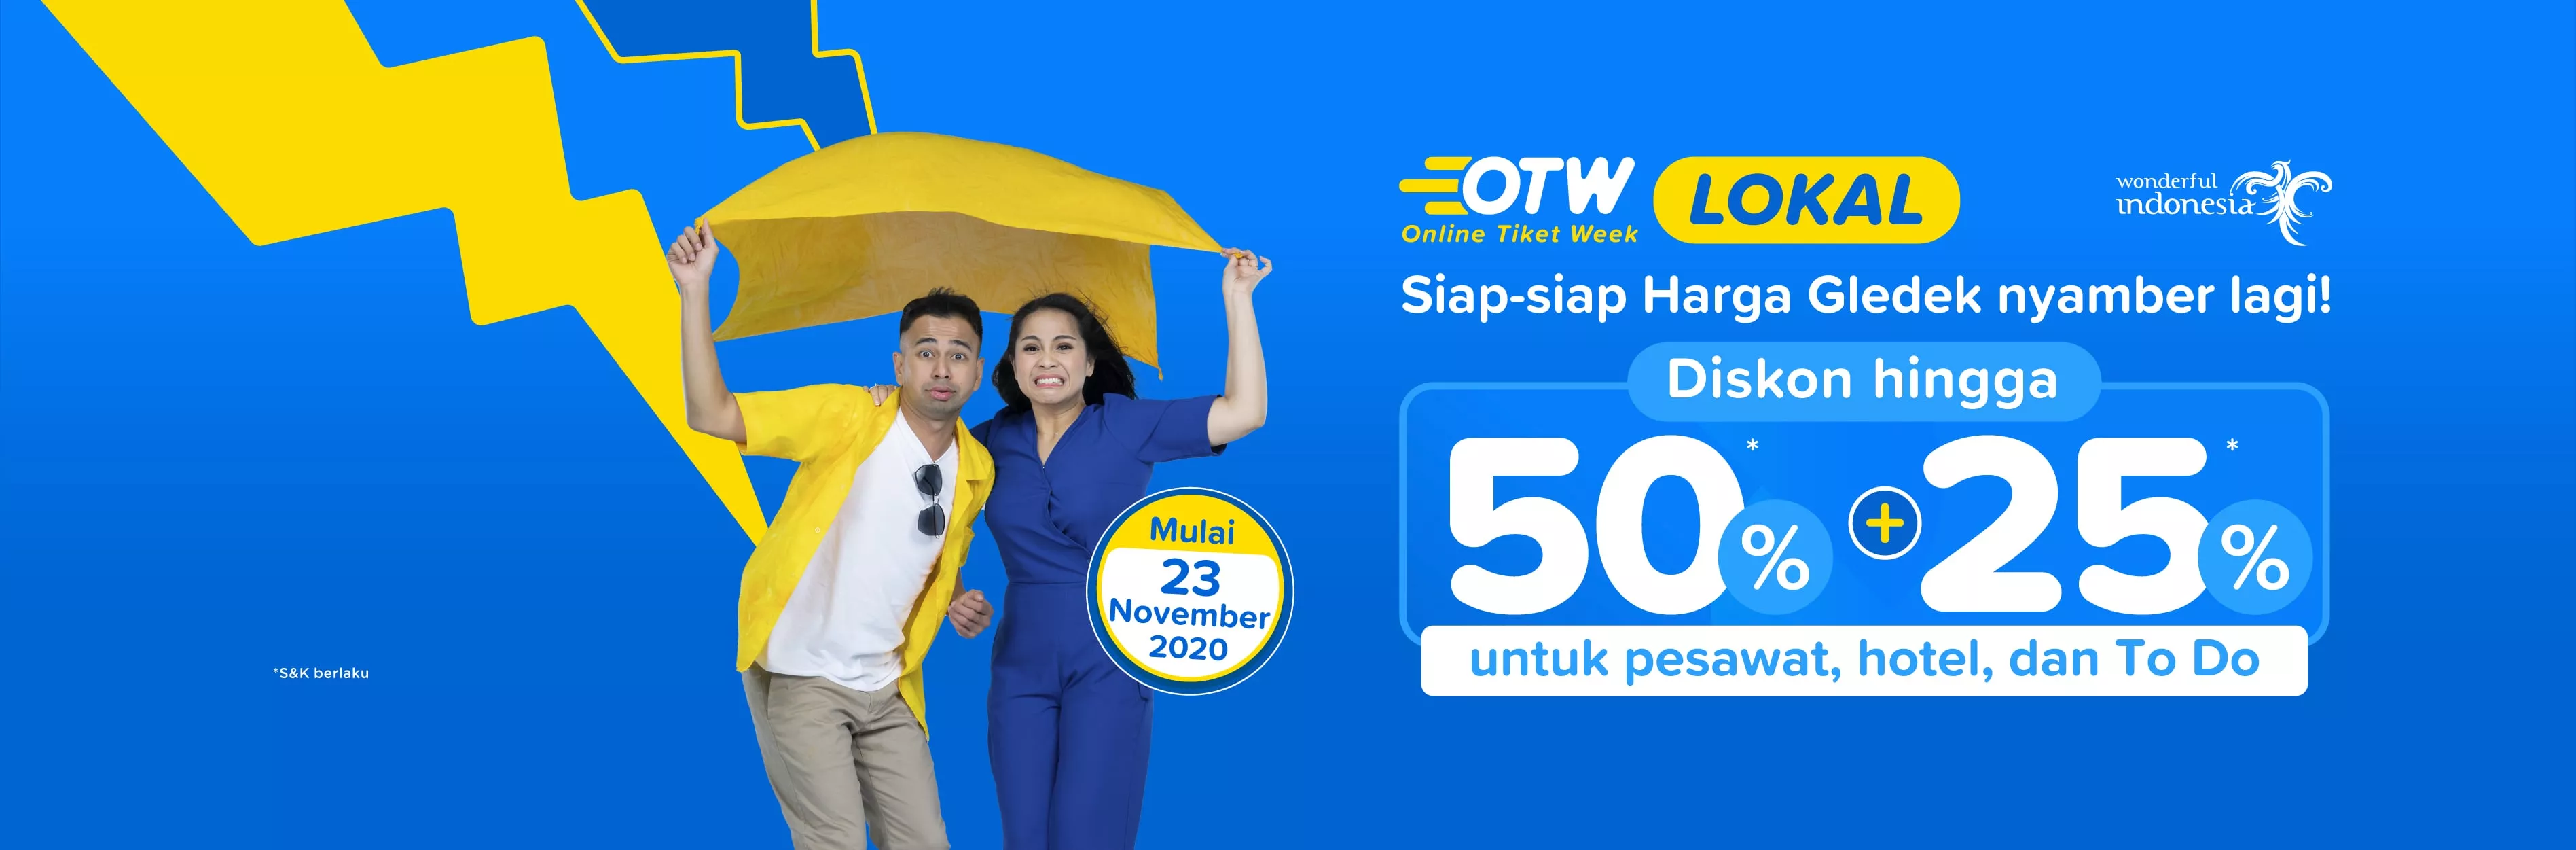 OTW
Online Tiket Week
LOKAL
wonderful
indonesia
Siap-siap Harga Gledek nyamber lagi!
Diskon hingga
50%* + 25%*
untuk pesawat, hotel, dan To Do
Mulai
23
November
2020
*S&K berlaku